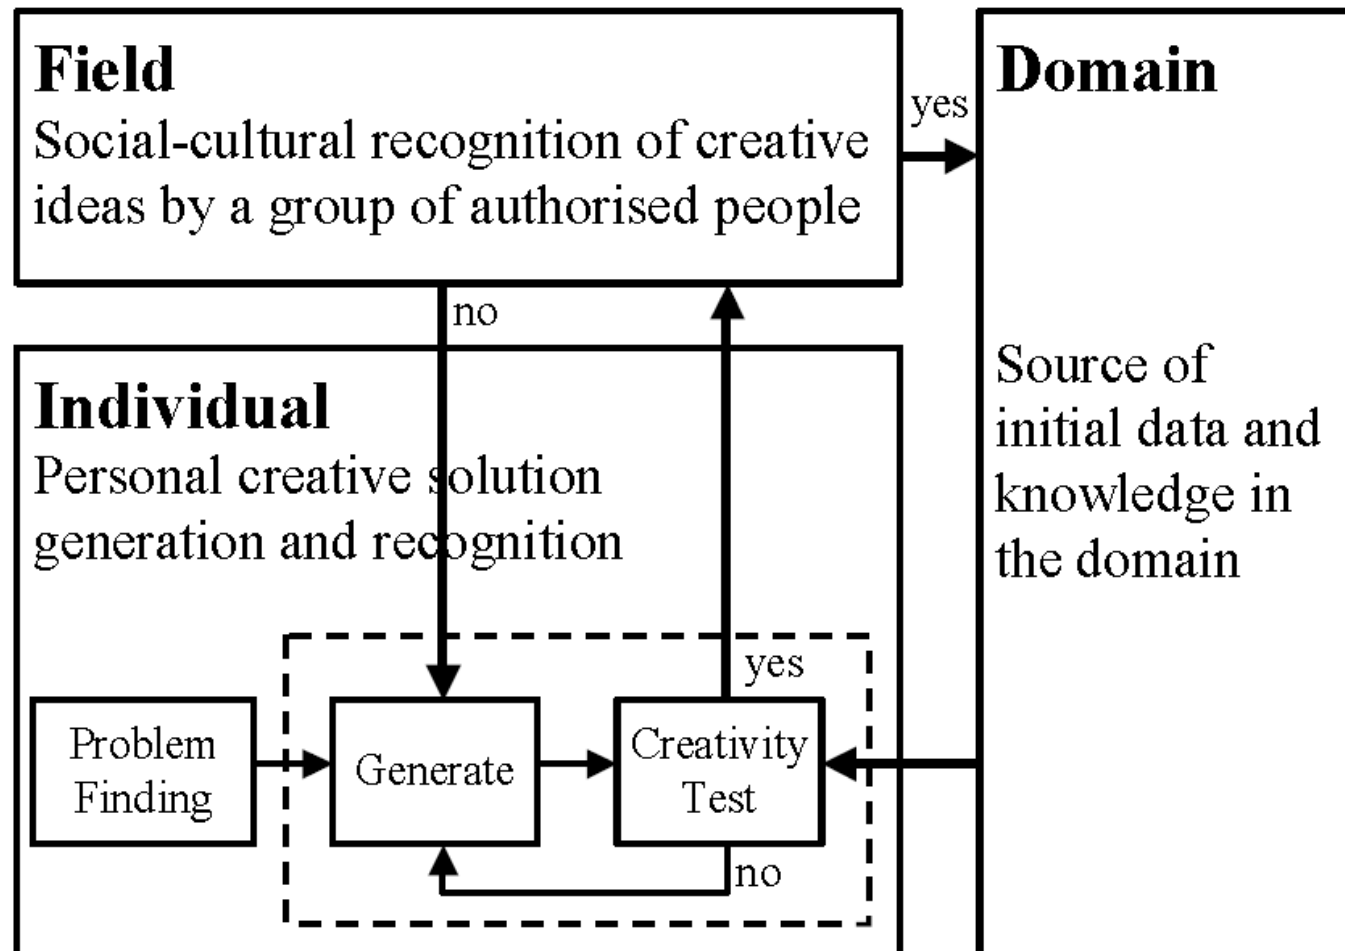 Field
Social-cultural recognition of creative
ideas by a group of authorised people
yes
Domain
Source of
initial data and
knowledge in
the domain
no
Individual
Personal creative solution
generation and recognition
yes
Problem
Finding
Generate
Creativity
Test
no